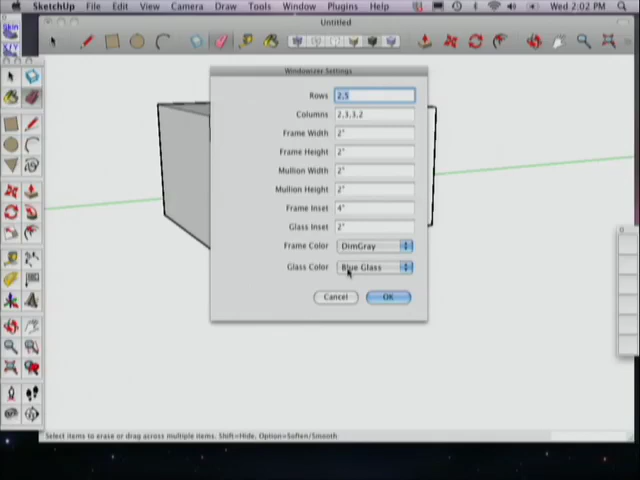 SketchUp File Edit View Camera Draw Tools Window Plugins Help Wed 2:02 PM
Untitled
Skin
X/Y
Windowizer Settings
Rows 2,5
Columns 2,3,3,2
Frame Width 2"
Frame Height 2"
Mullion Width 2"
Mullion Height 2"
Frame Inset 4"
Glass Inset 2"
Frame Color DimGray
Glass Color Blue Glass
Cancel OK
Select items to erase or drag across multiple items. Shift=Hide, Option=Soften/Smooth